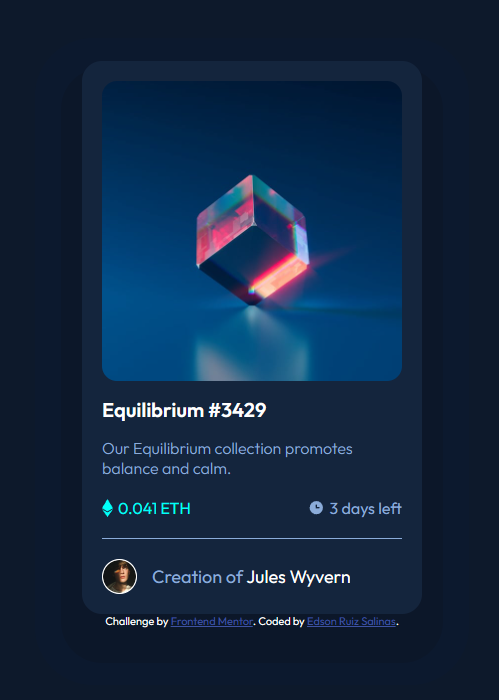 Equilibrium #3429
Our Equilibrium collection promotes
balance and calm.
0.041 ETH
3 days left
Creation of Jules Wyvern
Challenge by Frontend Mentor. Coded by Edson Ruiz Salinas.